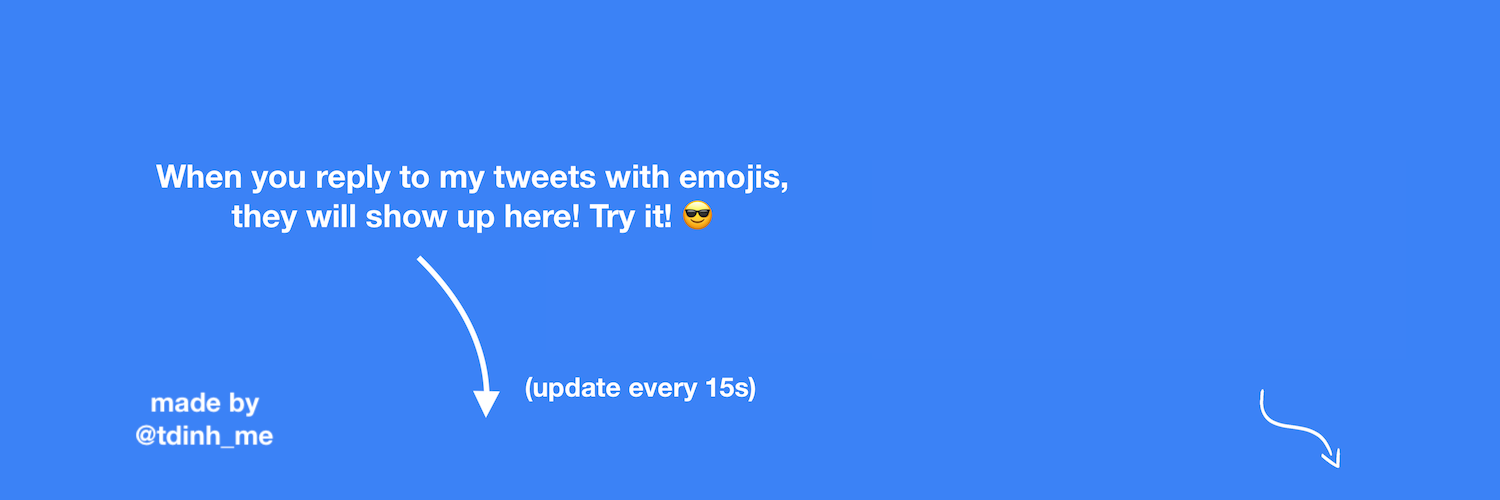 When you reply to my tweets with emojis,
they will show up here! Try it! 😎
(update every 15s)
made by
@tdinh_me